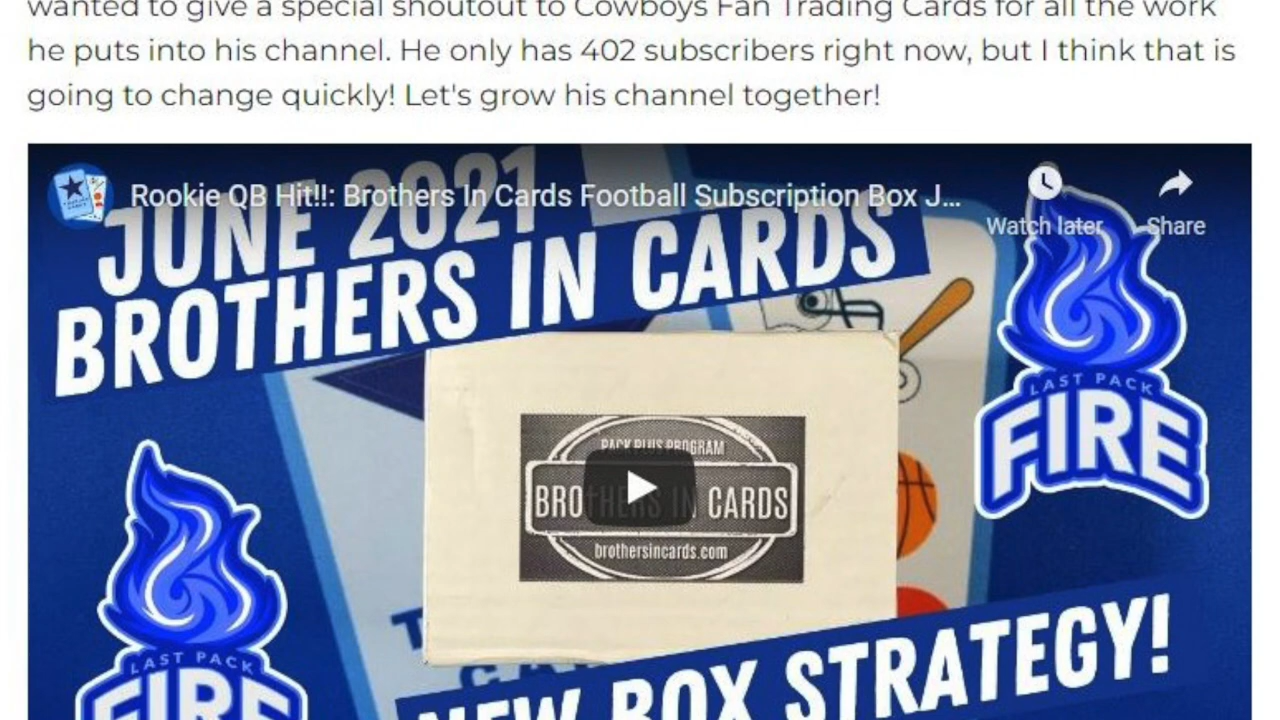 wanted to give a special shoutout to Cowboys Fan Trading Cards for all the work
he puts into his channel. He only has 402 subscribers right now, but I think that is
going to change quickly! Let's grow his channel together!
Rookie QB Hit!!: Brothers In Cards Football Subscription Box J...
Watch later
Share
JUNE 2021
BROTHERS IN CARDS
LAST PACK
FIRE
PACK PLUS PROGRAM
BROTHERS IN CARDS
brothersincards.com
LAST PACK
FIRE
NEW BOX STRATEGY!